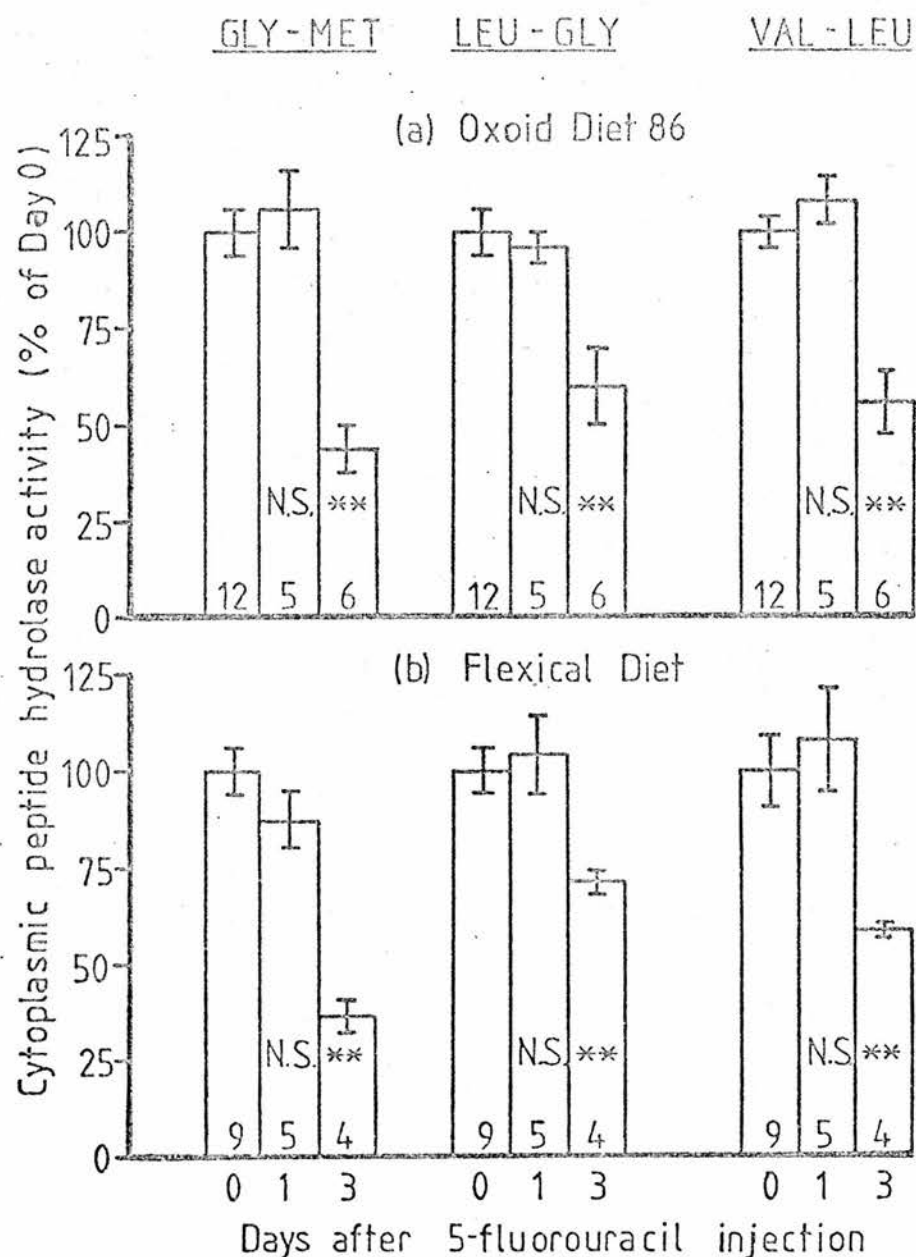 GLY-MET LEU-GLY VAL-LEU
(a) Oxoid Diet 86
Cytoplasmic peptide hydrolase activity (% of Day 0)
125
100
75
50
25
0
N.S. ** N.S. ** N.S. **
12 5 6 12 5 6 12 5 6
(b) Flexical Diet
125
100
75
50
25
0
N.S. ** N.S. ** N.S **
9 5 4 9 5 4 9 5 4
0 1 3 0 1 3 0 1 3
Days after 5-fluorouracil injection